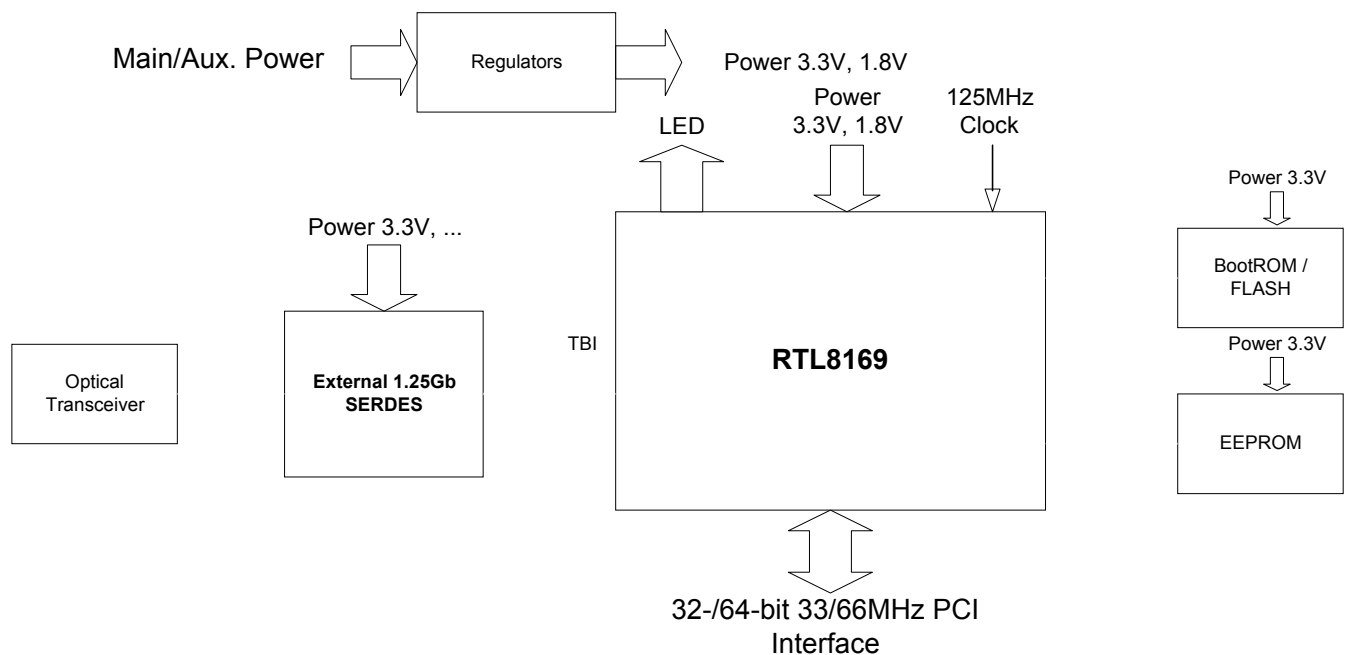 Main/Aux. Power
Regulators
Power 3.3V, 1.8V
Power
3.3V, 1.8V
125MHz
Clock
LED
Power 3.3V
Power 3.3V, ...
BootROM /
FLASH
Power 3.3V
TBI
RTL8169
Optical
Transceiver
External 1.25Gb
SERDES
EEPROM
32-/64-bit 33/66MHz PCI
Interface